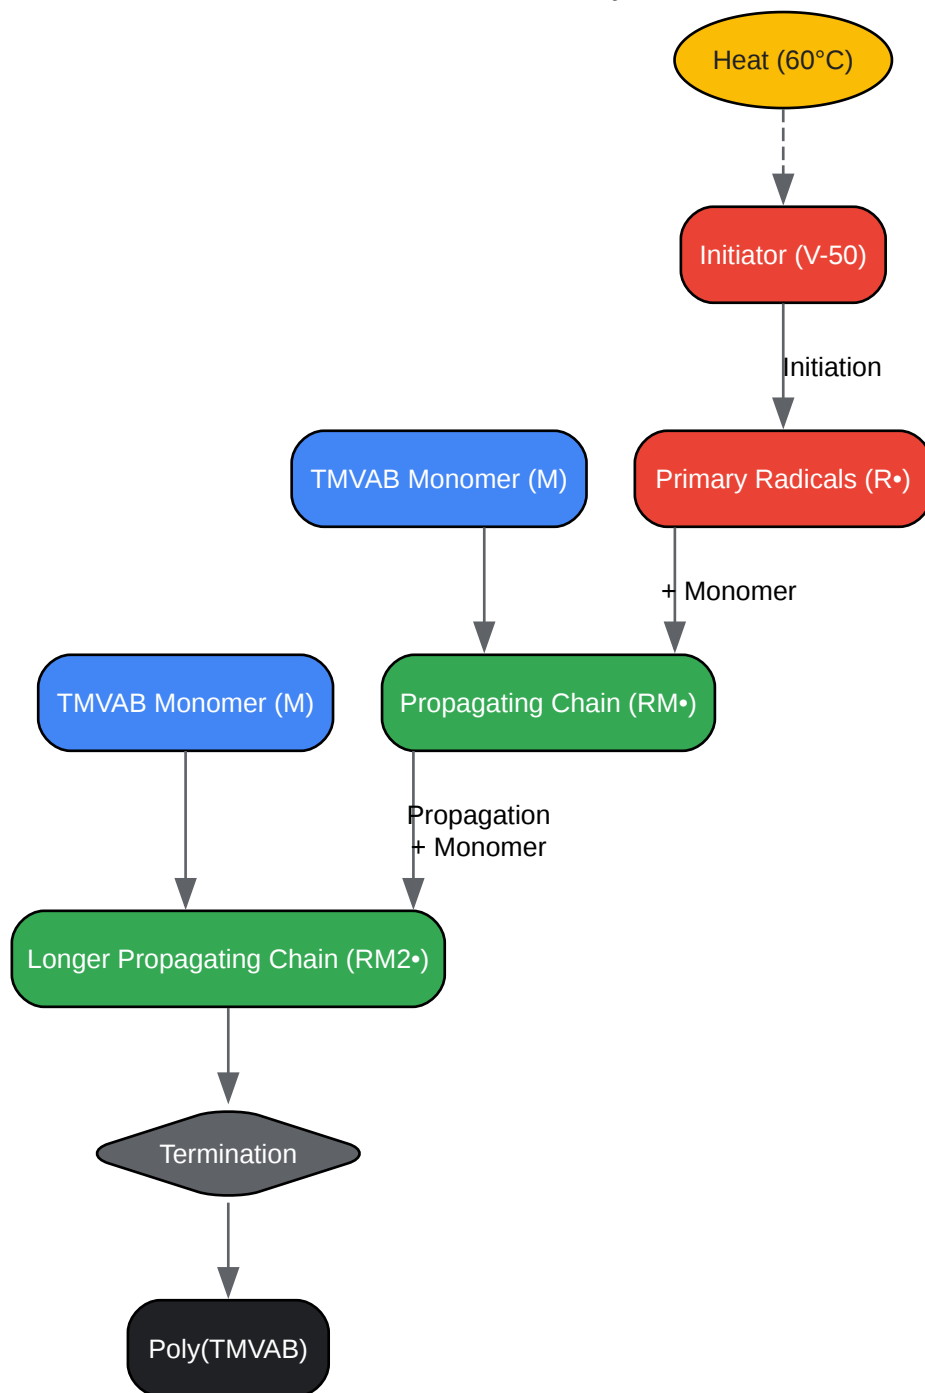 Heat (60°C)
Initiator (V-50)
Initiation
TMVAB Monomer (M)
Primary Radicals (R•)
+ Monomer
TMVAB Monomer (M)
Propagating Chain (RM•)
Propagation
+ Monomer
Longer Propagating Chain (RM2•)
Termination
Poly(TMVAB)